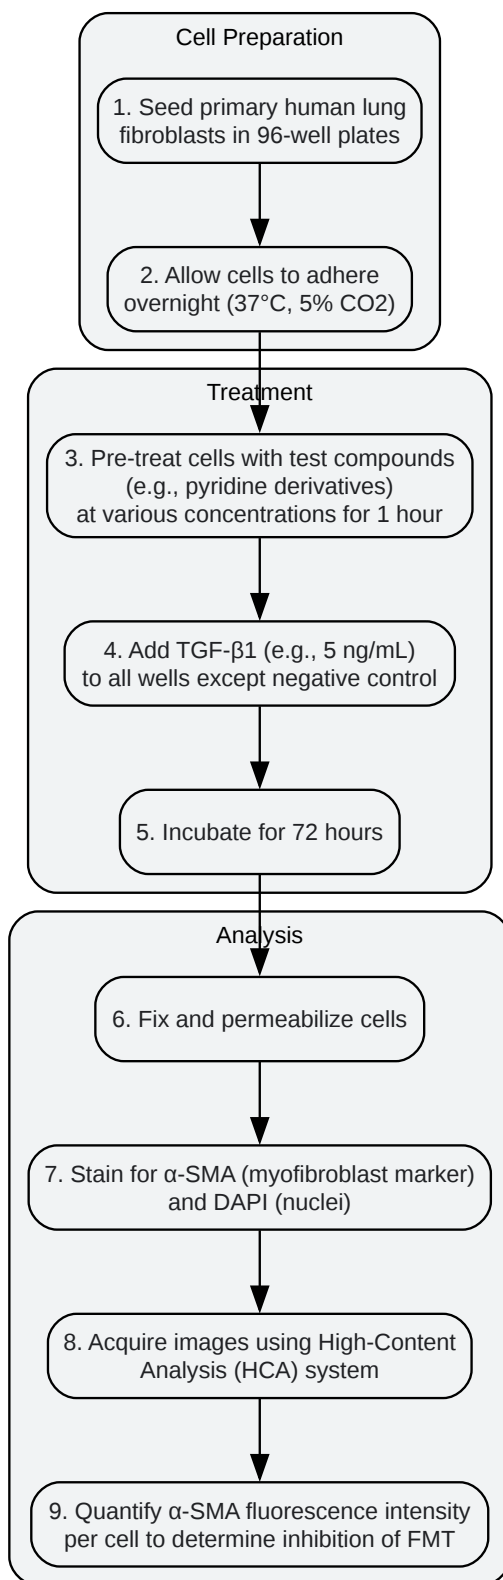 Cell Preparation
1. Seed primary human lung
fibroblasts in 96-well plates
2. Allow cells to adhere
overnight (37°C, 5% CO2)
Treatment
3. Pre-treat cells with test compounds
(e.g., pyridine derivatives)
at various concentrations for 1 hour
4. Add TGF-β1 (e.g., 5 ng/mL)
to all wells except negative control
5. Incubate for 72 hours
Analysis
6. Fix and permeabilize cells
7. Stain for α-SMA (myofibroblast marker)
and DAPI (nuclei)
8. Acquire images using High-Content
Analysis (HCA) system
9. Quantify α-SMA fluorescence intensity
per cell to determine inhibition of FMT